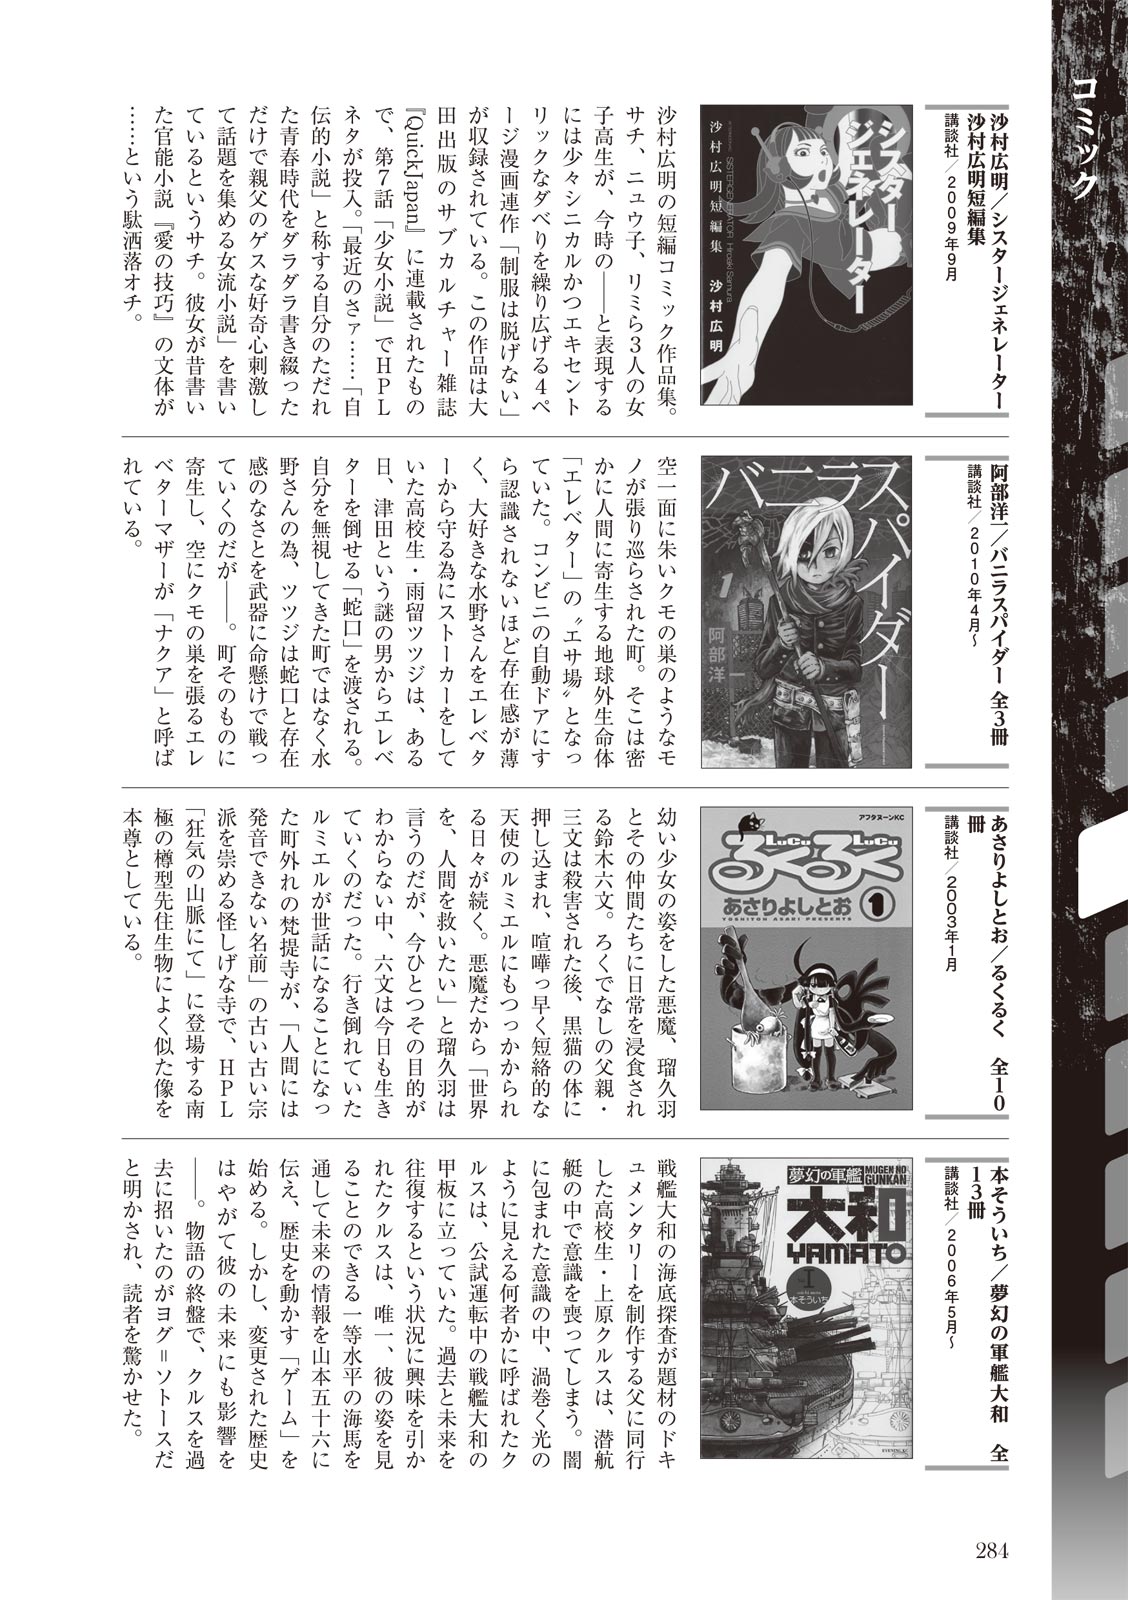 コミック
沙村広明／シスタージェネレーター
沙村広明短編集
講談社／2009年9月
シスター
ジェネレーター
沙村広明短編集
SISTERGENERATOR Hiroaki Samura
沙村広明
沙村広明の短編コミック作品集。
サチ、ニュウ子、リミら３人の女
子高生が、今時の――と表現する
には少々シニカルかつエキセント
リックなダベりを繰り広げる４ペ
ージ漫画連作「制服は脱げない」
が収録されている。この作品は大
田出版のサブカルチャー雑誌
『QuickJapan』に連載されたもの
で、第７話「少女小説」でＨＰＬ
ネタが投入。「最近のさァ……「自
伝的小説」と称する自分のただれ
た青春時代をダラダラ書き綴った
だけで親父のゲスな好奇心刺激し
て話題を集める女流小説」を書い
ているというサチ。彼女が昔書い
た官能小説『愛の技巧』の文体が
……という駄洒落オチ。
阿部洋一／バニラスパイダー　全３冊
講談社／2010年４月～
バニラスパイダー
1
阿部洋一
空一面に朱いクモの巣のようなモ
ノが張り巡らされた町。そこは密
かに人間に寄生する地球外生命体
「エレベター」の〝エサ場〟となっ
ていた。コンビニの自動ドアにす
ら認識されないほど存在感が薄
く、大好きな水野さんをエレベタ
ーから守る為にストーカーをして
いた高校生・雨留ツツジは、ある
日、津田という謎の男からエレベ
ターを倒せる「蛇口」を渡される。
自分を無視してきた町ではなく水
野さんの為、ツツジは蛇口と存在
感のなさとを武器に命懸けで戦っ
ていくのだが――。町そのものに
寄生し、空にクモの巣を張るエレ
ベターマザーが「ナクア」と呼ば
れている。
あさりよしとお／るくるく　全10
冊
講談社／2003年1月
アフタヌーンKC
るくるく
LuCu LuCu
あさりよしとお
YOSHITOH ASARI PRESENTS
1
幼い少女の姿をした悪魔、瑠久羽
とその仲間たちに日常を浸食され
る鈴木六文。ろくでなしの父親・
三文は殺害された後、黒猫の体に
押し込まれ、喧嘩っ早く短絡的な
天使のルミエルにもつっかかられ
る日々が続く。悪魔だから「世界
を、人間を救いたい」と瑠久羽は
言うのだが、今ひとつその目的が
わからない中、六文は今日も生き
ていくのだった。行き倒れていた
ルミエルが世話になることになっ
た町外れの梵提寺が、「人間には
発音できない名前」の古い古い宗
派を崇める怪しげな寺で、ＨＰＬ
「狂気の山脈にて」に登場する南
極の樽型先住生物によく似た像を
本尊としている。
本そういち／夢幻の軍艦大和　全
13冊
講談社／2006年５月～
夢幻の軍艦
MUGEN NO
GUNKAN
大和
YAMATO
I
本そういち
EVENING KC
戦艦大和の海底探査が題材のドキ
ュメンタリーを制作する父に同行
した高校生・上原クルスは、潜航
艇の中で意識を喪ってしまう。闇
に包まれた意識の中、渦巻く光の
ように見える何者かに呼ばれたク
ルスは、公試運転中の戦艦大和の
甲板に立っていた。過去と未来を
往復するという状況に興味を引か
れたクルスは、唯一、彼の姿を見
ることのできる一等水平の海馬を
通して未来の情報を山本五十六に
伝え、歴史を動かす「ゲーム」を
始める。しかし、変更された歴史
はやがて彼の未来にも影響を
――。物語の終盤で、クルスを過
去に招いたのがヨグ＝ソトースだ
と明かされ、読者を驚かせた。
284